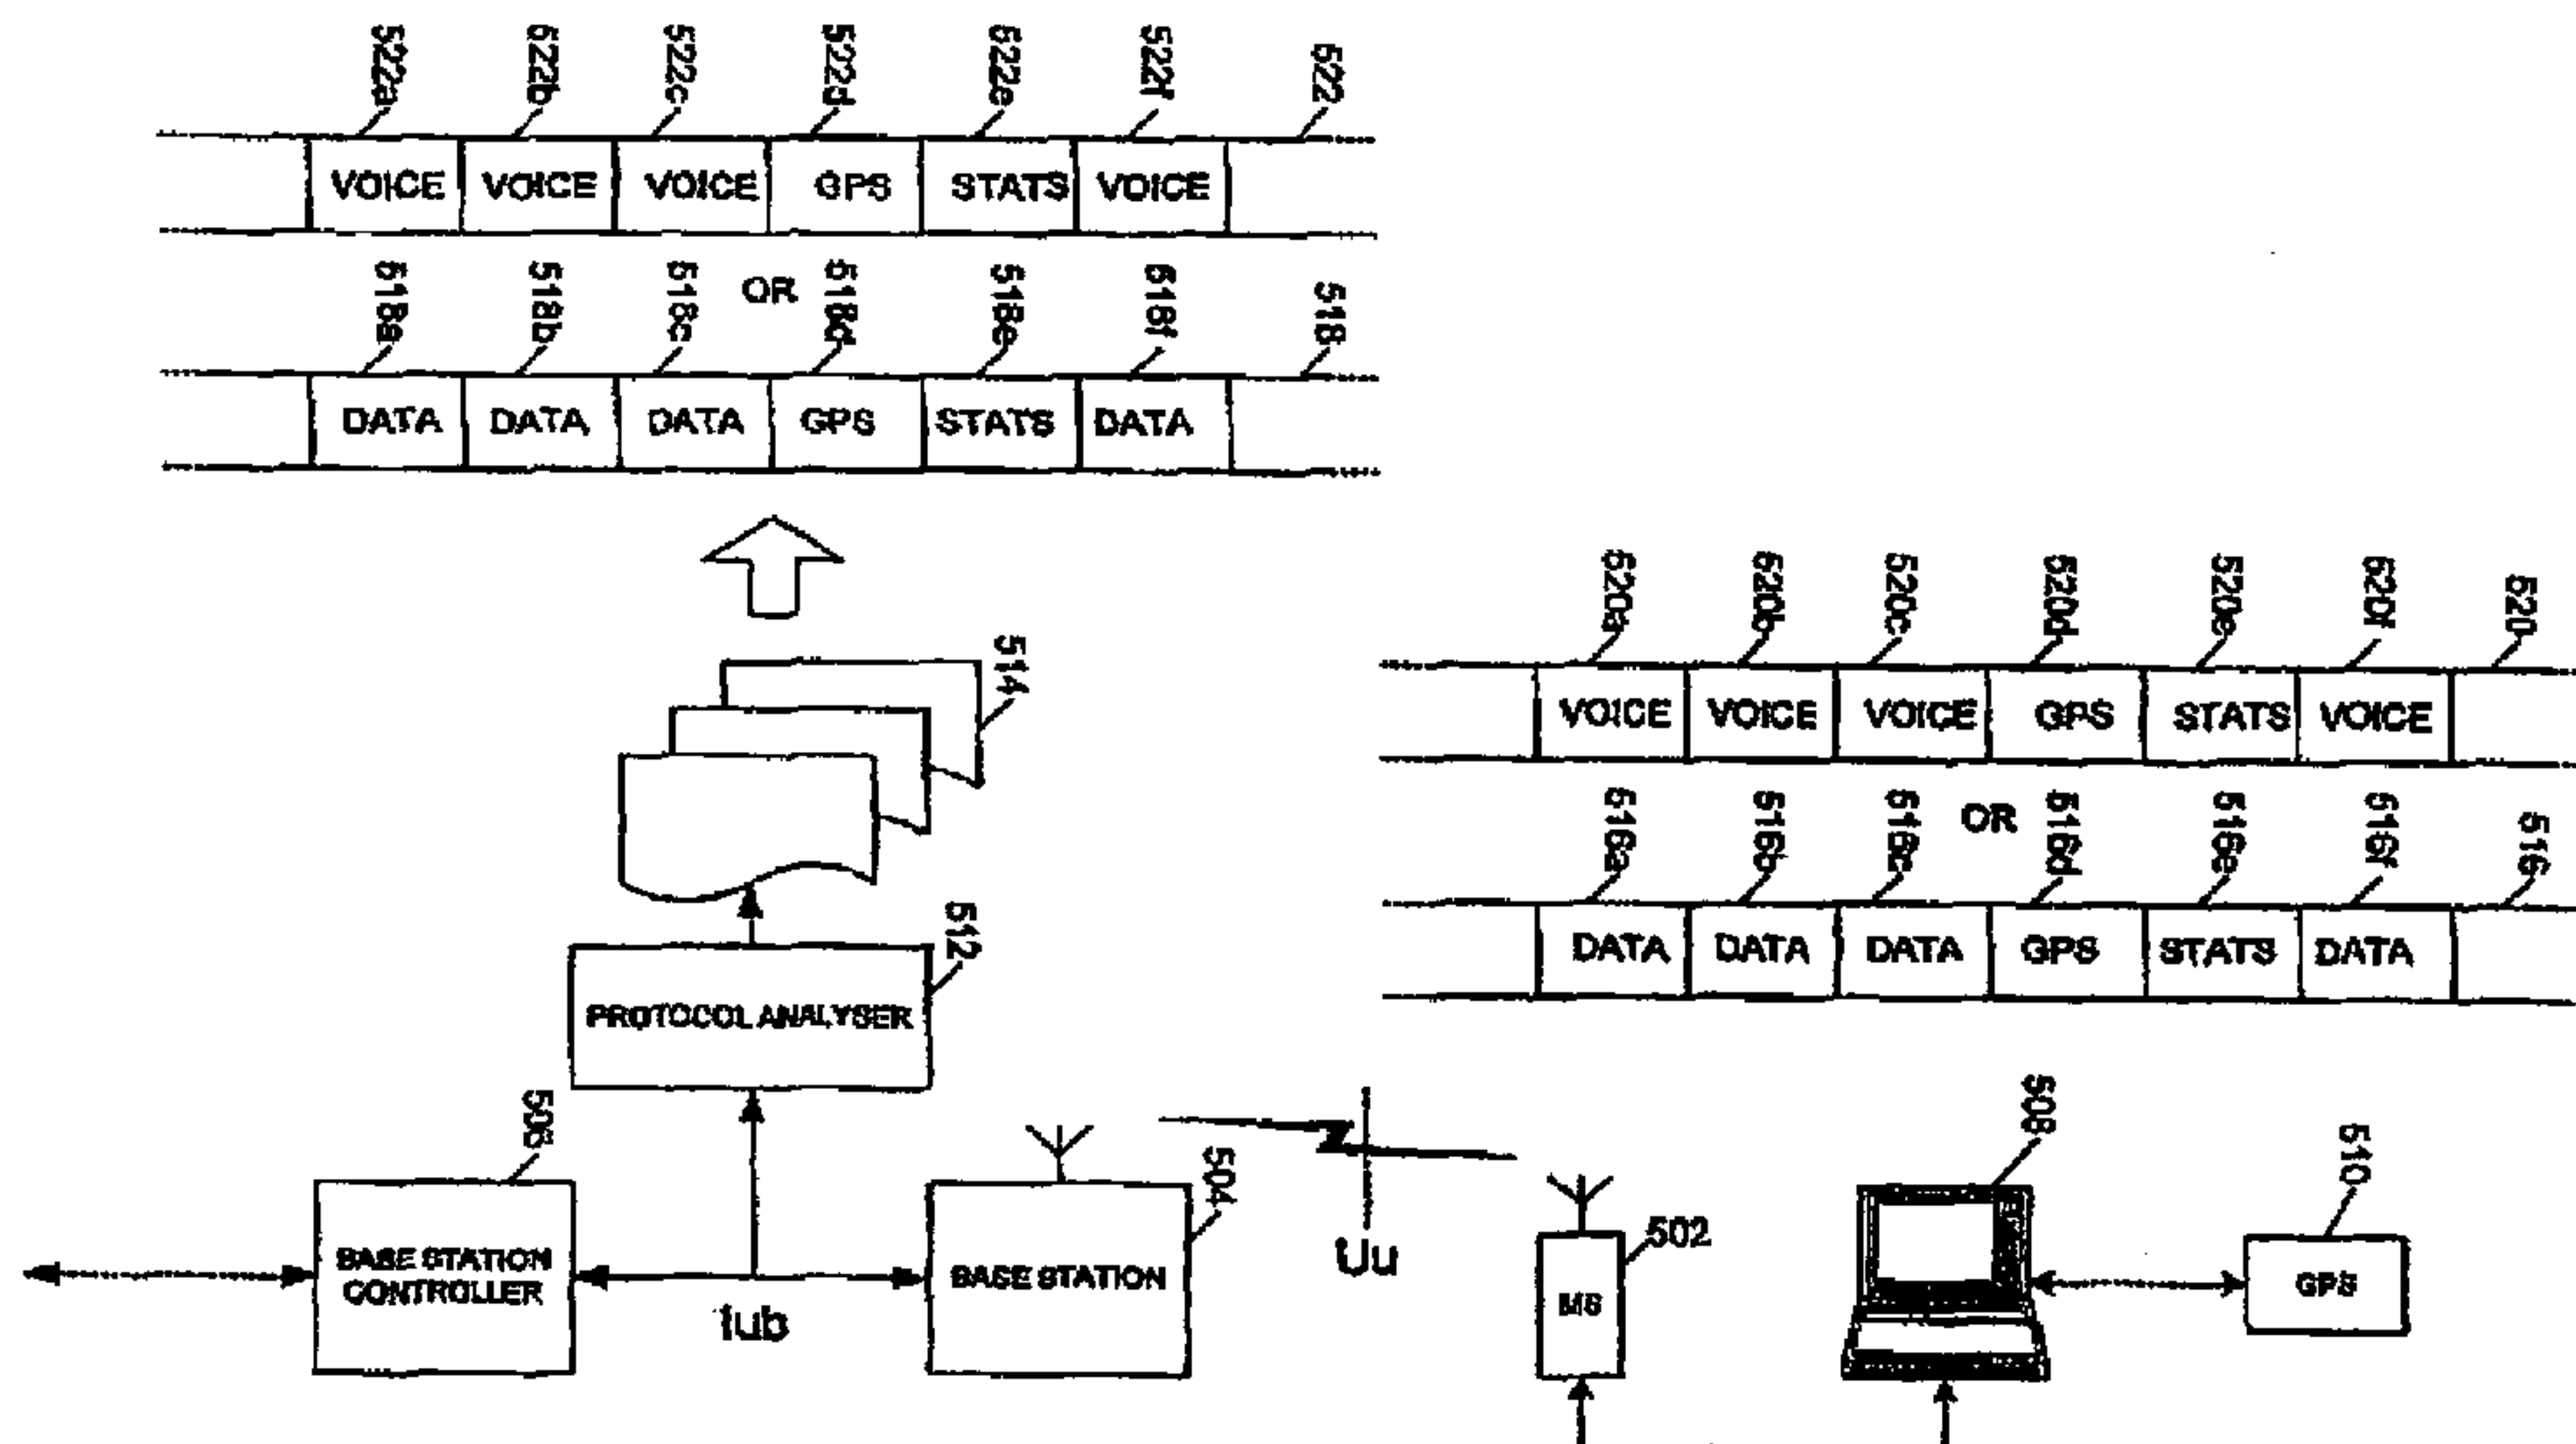 522a 522b 522c 522d 522e 522f 522
VOICE VOICE VOICE GPS STATS VOICE
OR
518a 518b 518c 518d 518e 518f 518
DATA DATA DATA GPS STATS DATA
514
520a 520b 520c 520d 520e 520f 520
VOICE VOICE VOICE GPS STATS VOICE
OR
516a 516b 516c 516d 516e 516f 516
DATA DATA DATA GPS STATS DATA
512
PROTOCOL ANALYSER
506
BASE STATION
CONTROLLER
Iub
504
BASE STATION
Uu
502
MS
508
510
GPS